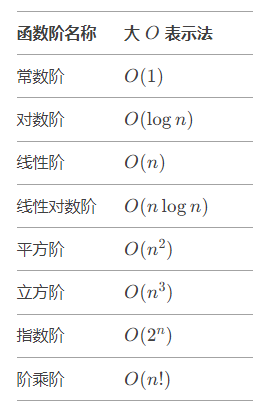 函数阶名称 大 O 表示法
常数阶 O(1)
对数阶 O(log n)
线性阶 O(n)
线性对数阶 O(n log n)
平方阶 O(n²)
立方阶 O(n³)
指数阶 O(2ⁿ)
阶乘阶 O(n!)